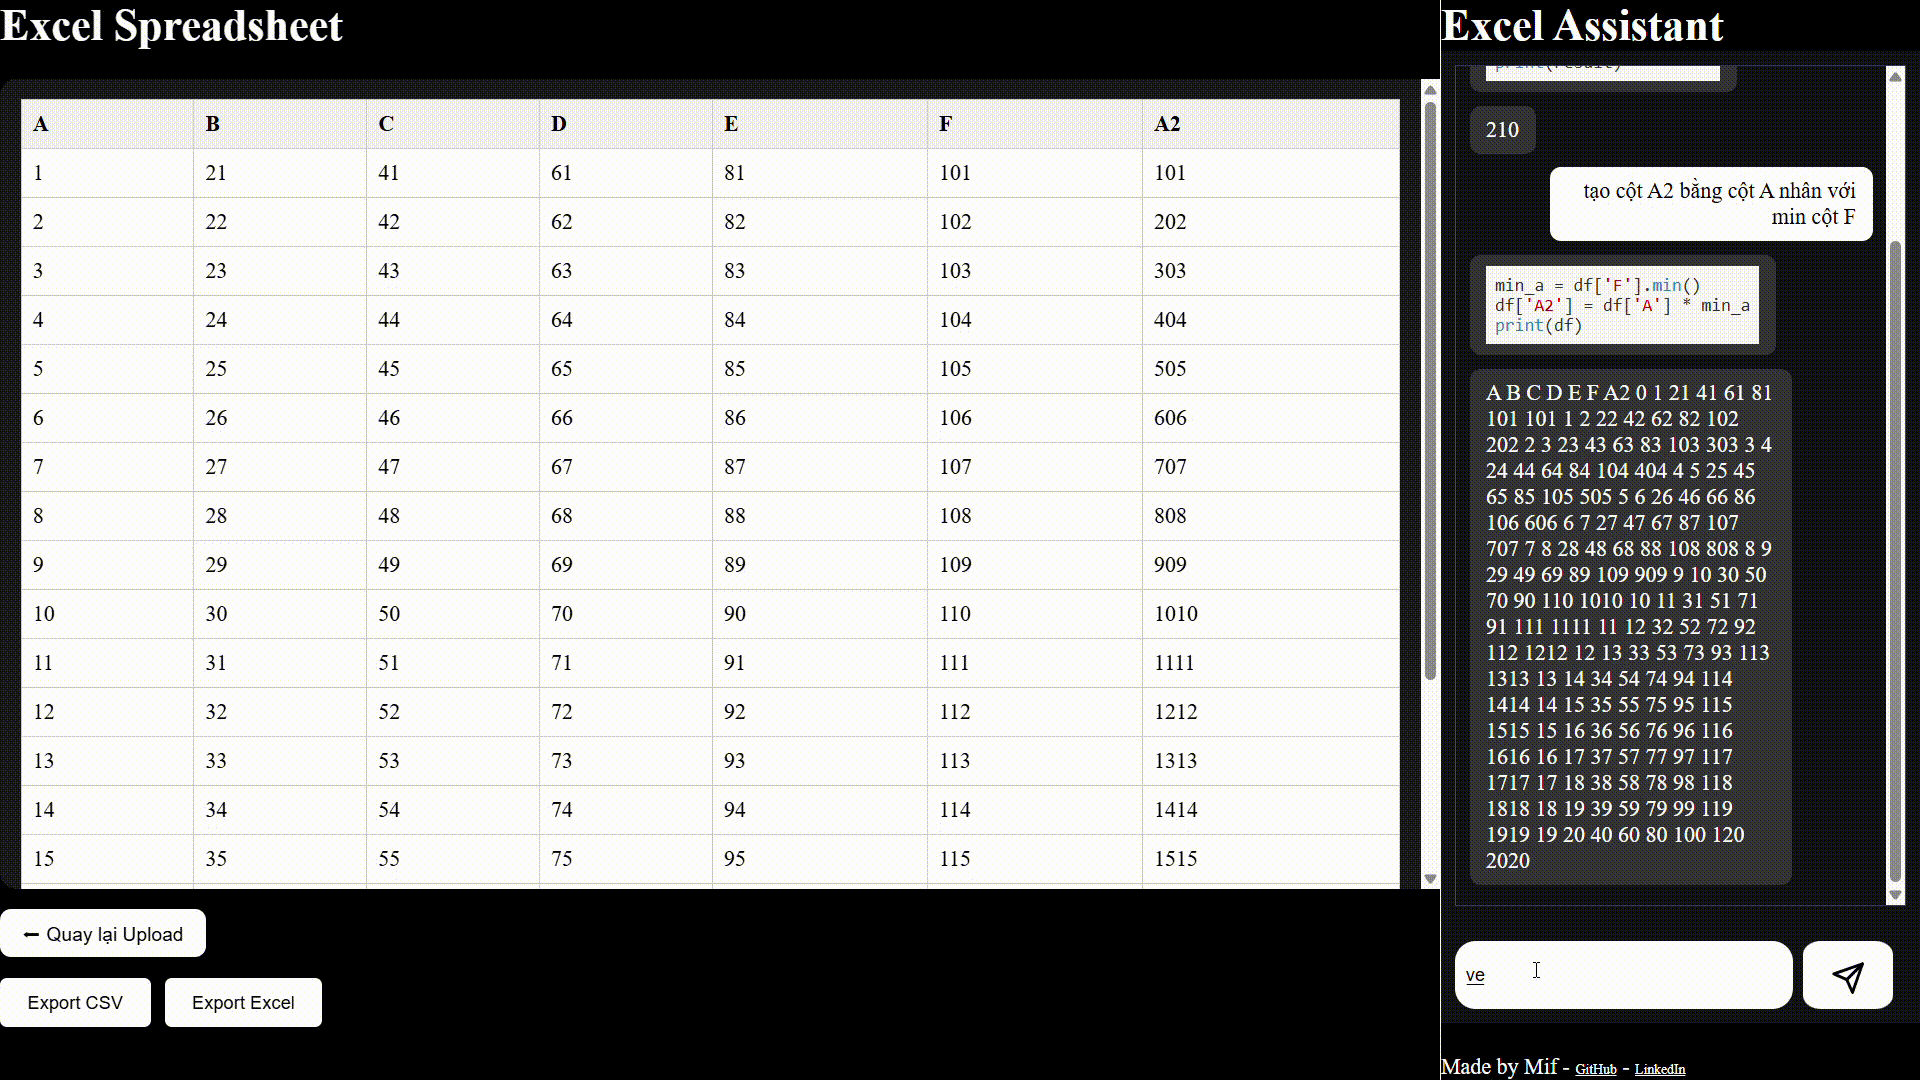 Excel Spreadsheet
A B C D E F A2
1 21 41 61 81 101 101
2 22 42 62 82 102 202
3 23 43 63 83 103 303
4 24 44 64 84 104 404
5 25 45 65 85 105 505
6 26 46 66 86 106 606
7 27 47 67 87 107 707
8 28 48 68 88 108 808
9 29 49 69 89 109 909
10 30 50 70 90 110 1010
11 31 51 71 91 111 1111
12 32 52 72 92 112 1212
13 33 53 73 93 113 1313
14 34 54 74 94 114 1414
15 35 55 75 95 115 1515
Quay lại Upload
Export CSV Export Excel
Excel Assistant
print(result)
210
tạo cột A2 bằng cột A nhân với
min cột F
min_a = df['F'].min()
df['A2'] = df['A'] * min_a
print(df)
A B C D E F A2 0 1 21 41 61 81
101 101 1 2 22 42 62 82 102
202 2 3 23 43 63 83 103 303 3 4
24 44 64 84 104 404 4 5 25 45
65 85 105 505 5 6 26 46 66 86
106 606 6 7 27 47 67 87 107
707 7 8 28 48 68 88 108 808 8 9
29 49 69 89 109 909 9 10 30 50
70 90 110 1010 10 11 31 51 71
91 111 1111 11 12 32 52 72 92
112 1212 12 13 33 53 73 93 113
1313 13 14 34 54 74 94 114
1414 14 15 35 55 75 95 115
1515 15 16 36 56 76 96 116
1616 16 17 37 57 77 97 117
1717 17 18 38 58 78 98 118
1818 18 19 39 59 79 99 119
1919 19 20 40 60 80 100 120
2020
ve
Made by Mif - GitHub - LinkedIn